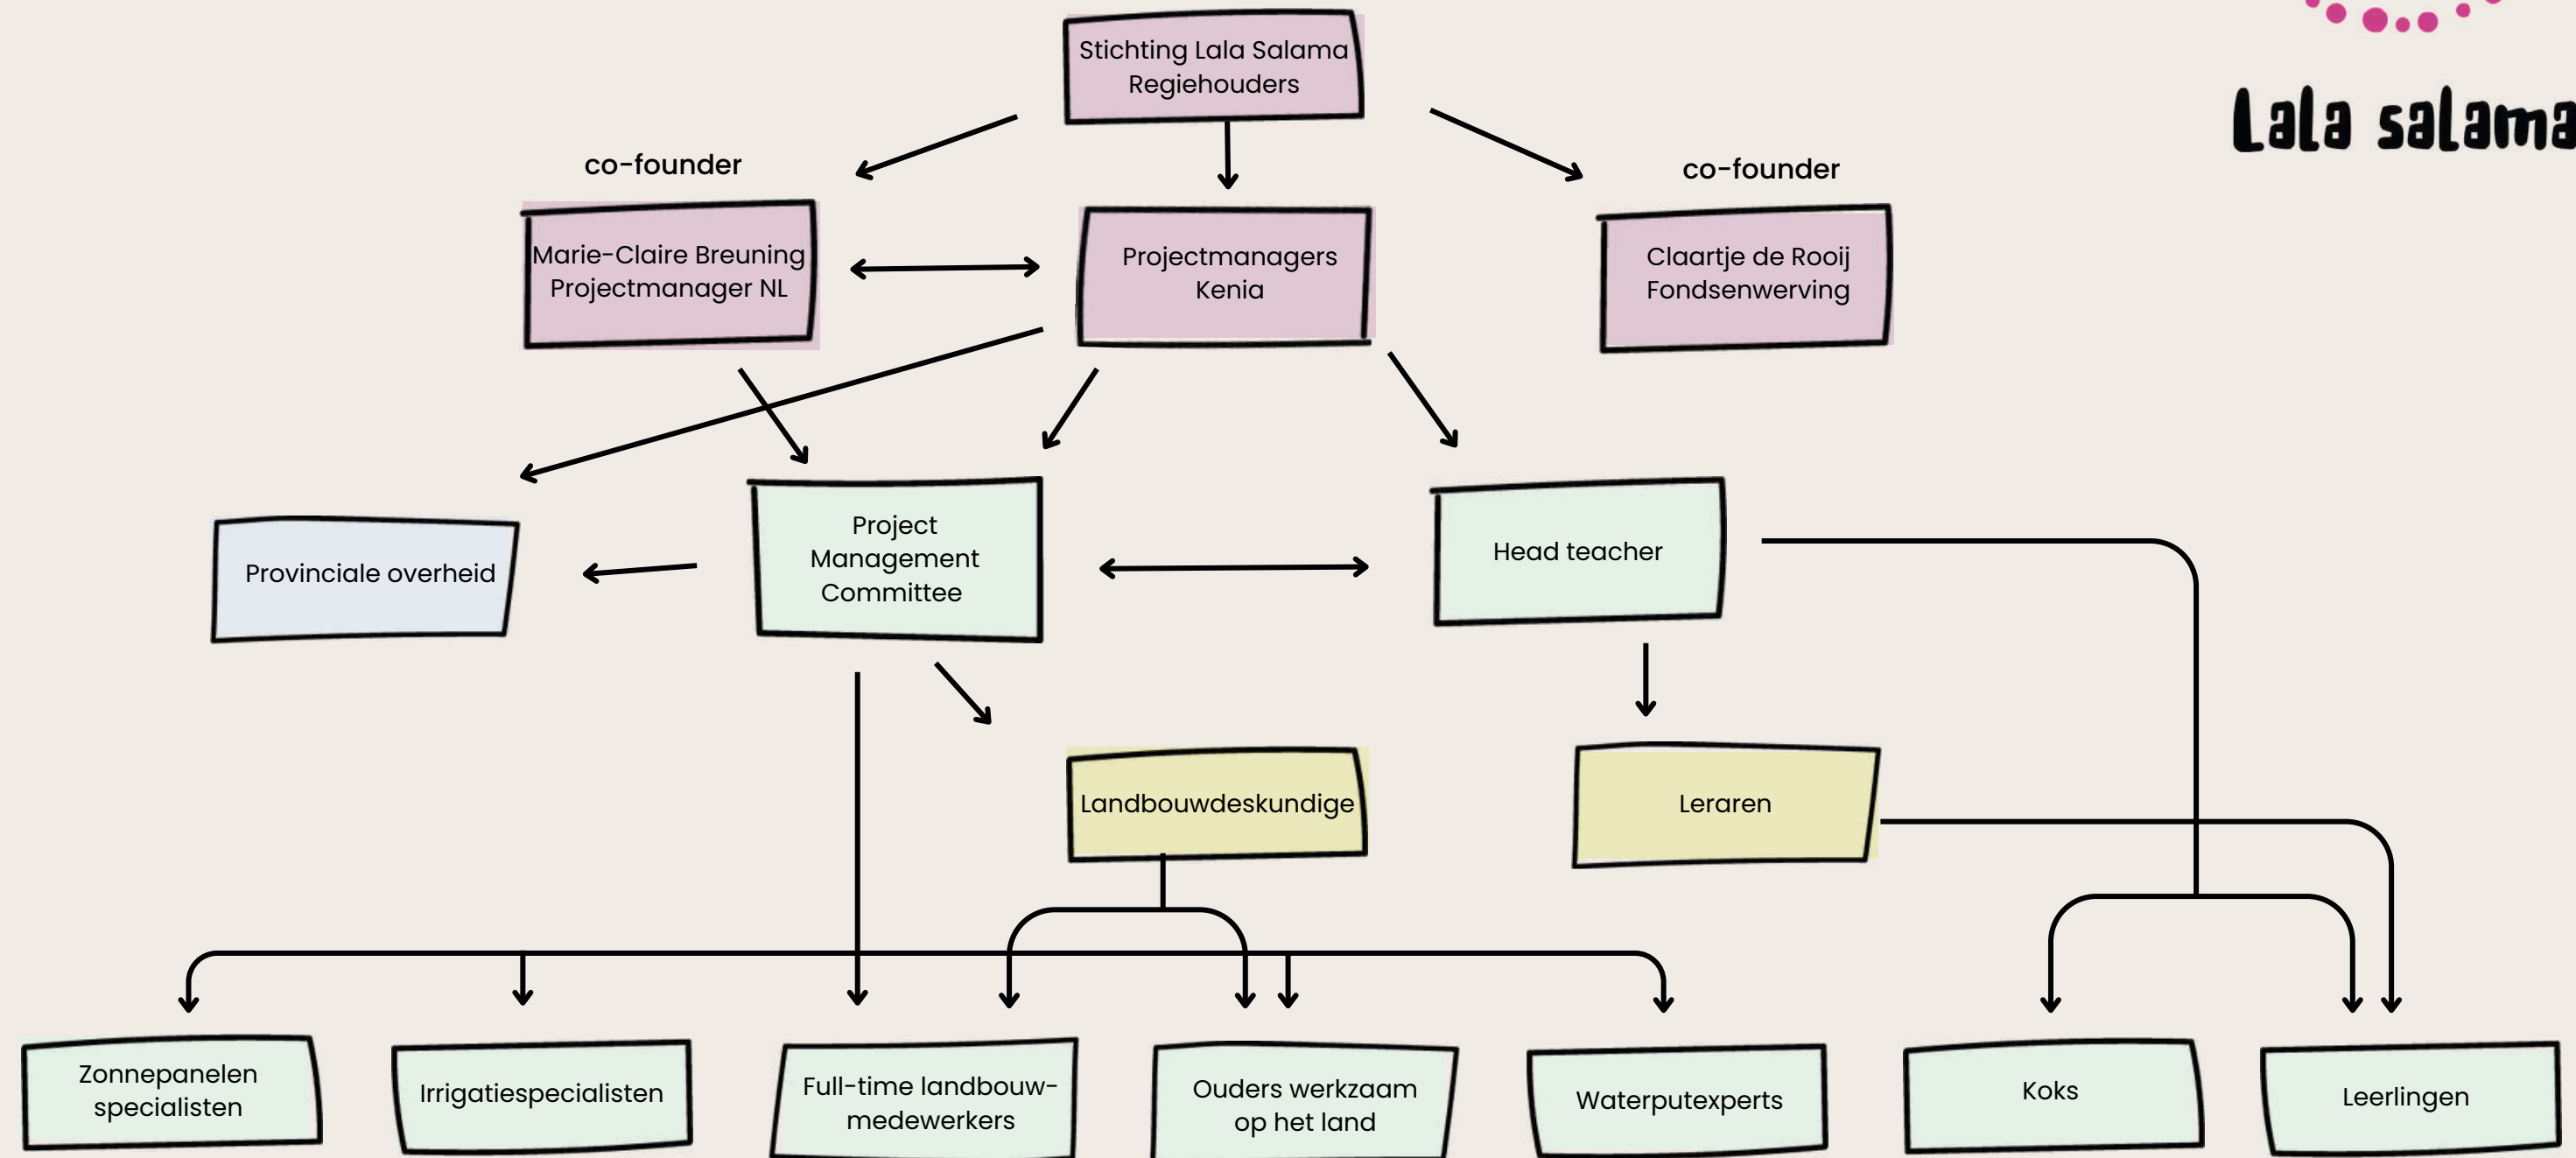 Stichting Lala Salama
Regiehouders
Lala salama
co-founder
co-founder
Marie-Claire Breuning
Projectmanager NL
Projectmanagers
Kenia
Claartje de Rooij
Fondsenwerving
Provinciale overheid
Project
Management
Committee
Head teacher
Landbouwdeskundige
Leraren
Zonnepanelen
specialisten
Irrigatiespecialisten
Full-time landbouw-
medewerkers
Ouders werkzaam
op het land
Waterputexperts
Koks
Leerlingen